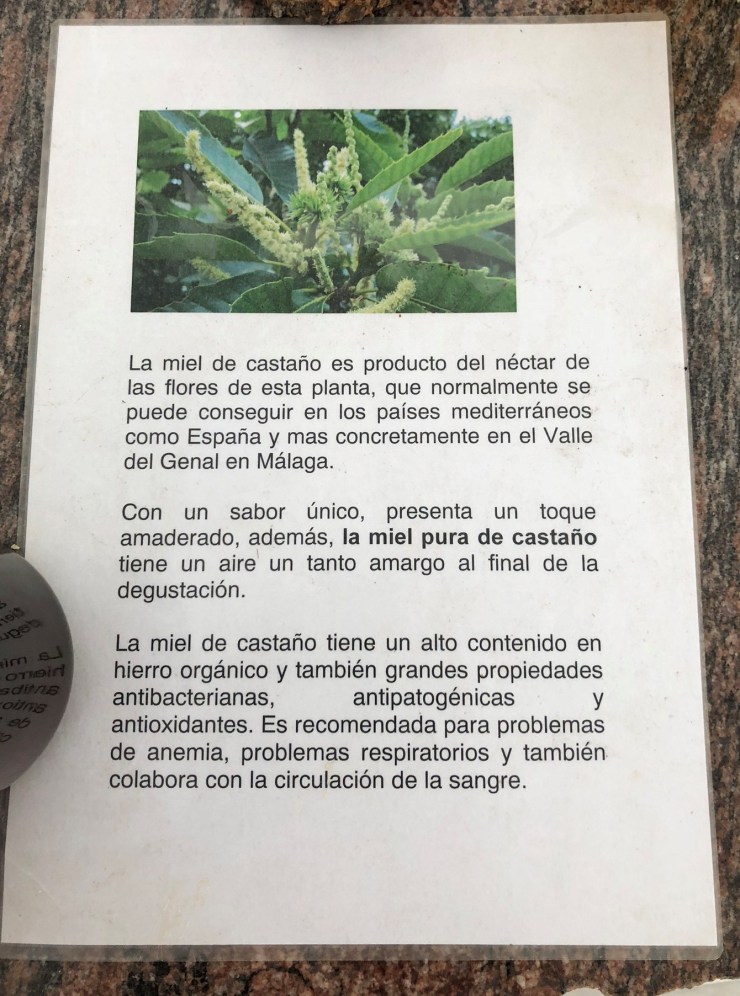 La miel de castaño es producto del néctar de
las flores de esta planta, que normalmente se
puede conseguir en los países mediterráneos
como España y mas concretamente en el Valle
del Genal en Málaga.
Con un sabor único, presenta un toque
amaderado, además, la miel pura de castaño
tiene un aire un tanto amargo al final de la
degustación.
La miel de castaño tiene un alto contenido en
hierro orgánico y también grandes propiedades
antibacterianas, antipatogénicas y
antioxidantes. Es recomendada para problemas
de anemia, problemas respiratorios y también
colabora con la circulación de la sangre.